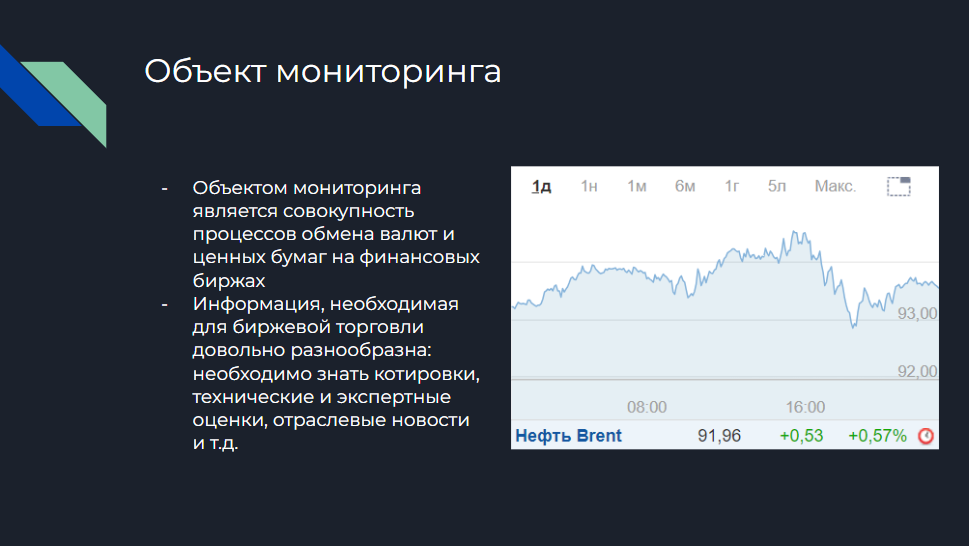 Объект мониторинга
- Объектом мониторинга
является совокупность
процессов обмена валют и
ценных бумаг на финансовых
биржах
- Информация, необходимая
для биржевой торговли
довольно разнообразна:
необходимо знать котировки,
технические и экспертные
оценки, отраслевые новости
и т.д.
1д 1н 1м 6м 1г 5л Макс.
93,00
92,00
08:00 16:00
Нефть Brent 91,96 +0,53 +0,57%